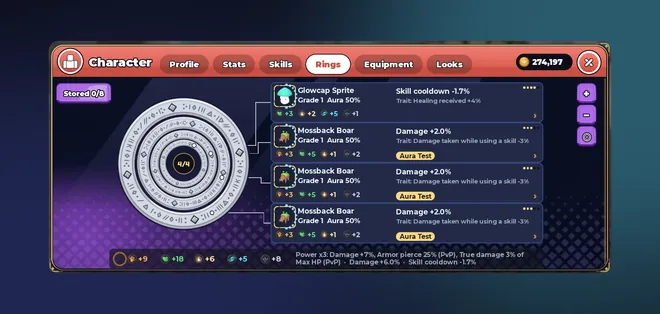 Character
Profile
Stats
Skills
Rings
Equipment
Looks
274,197
Stored 0/8
4/4
Glowcap Sprite
Grade 1 Aura 50%
+3 +2 +5 +1
Skill cooldown -1.7%
Trait: Healing received +4%
Mossback Boar
Grade 1 Aura 50%
+3 +5 +1 +2
Damage +2.0%
Trait: Damage taken while using a skill -3%
Aura Test
Mossback Boar
Grade 1 Aura 50%
+3 +5 +1 +2
Damage +2.0%
Trait: Damage taken while using a skill -3%
Aura Test
Mossback Boar
Grade 1 Aura 50%
+3 +5 +1 +2
Damage +2.0%
Trait: Damage taken while using a skill -3%
Aura Test
+9 +18 +6 +5 +8
Power x3: Damage +7%, Armor pierce 25% (PvP), True damage 3% of
Max HP (PvP) · Damage +6.0% · Skill cooldown -1.7%